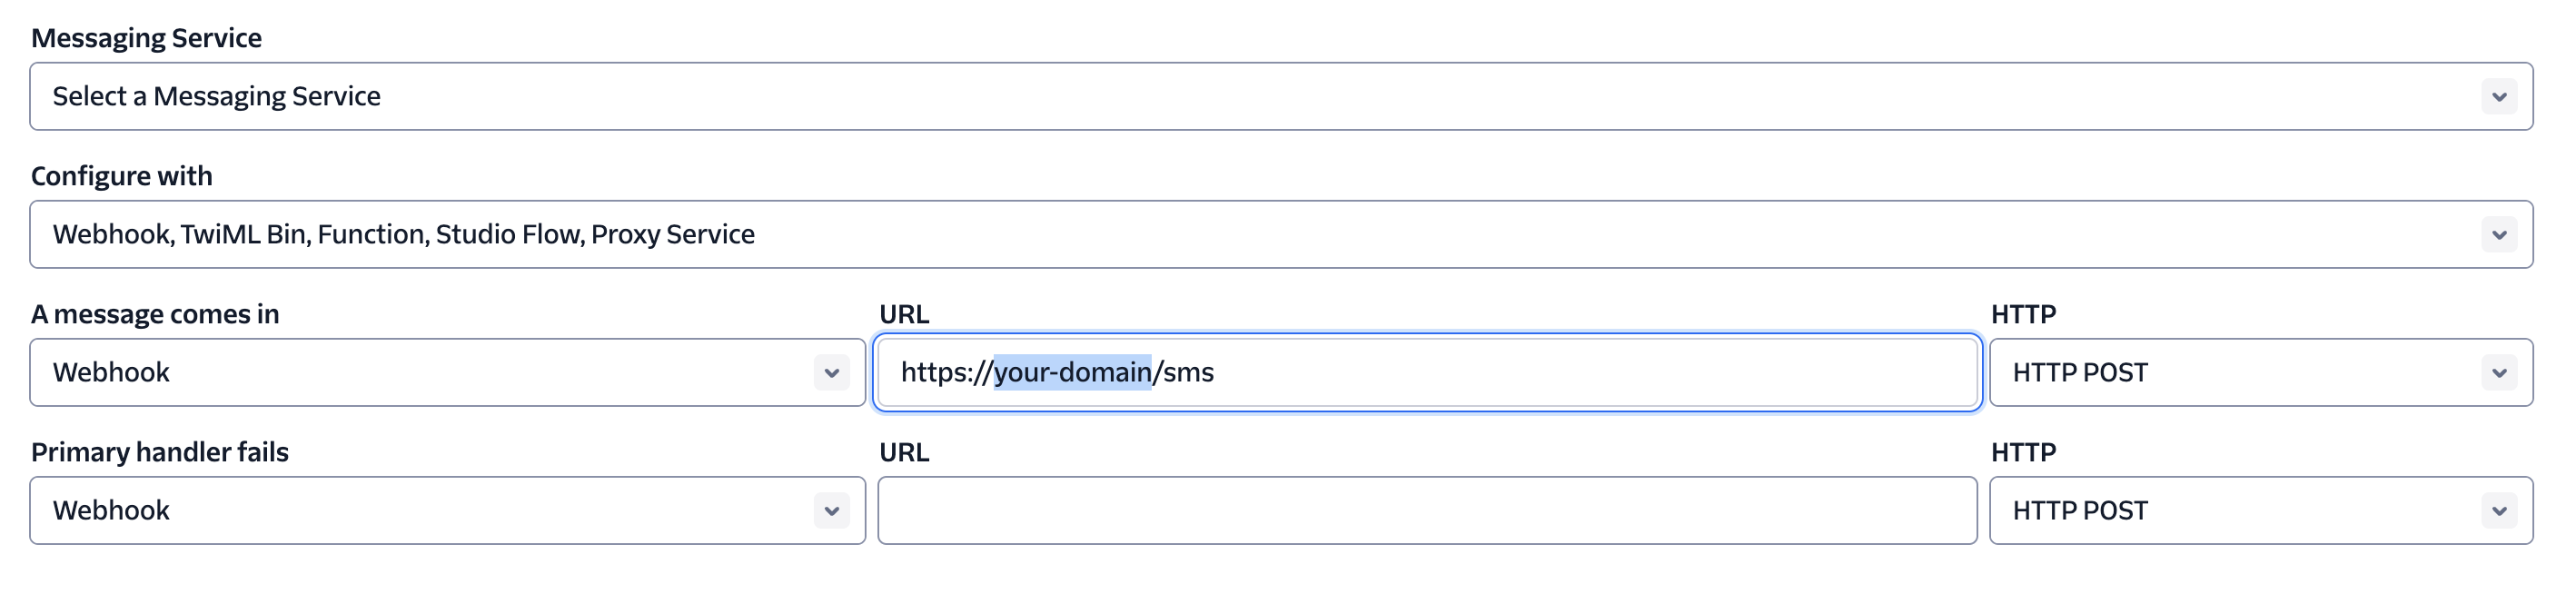 Messaging Service
Select a Messaging Service
Configure with
Webhook, TwiML Bin, Function, Studio Flow, Proxy Service
A message comes in URL HTTP
Webhook https://your-domain/sms HTTP POST
Primary handler fails URL HTTP
Webhook HTTP POST